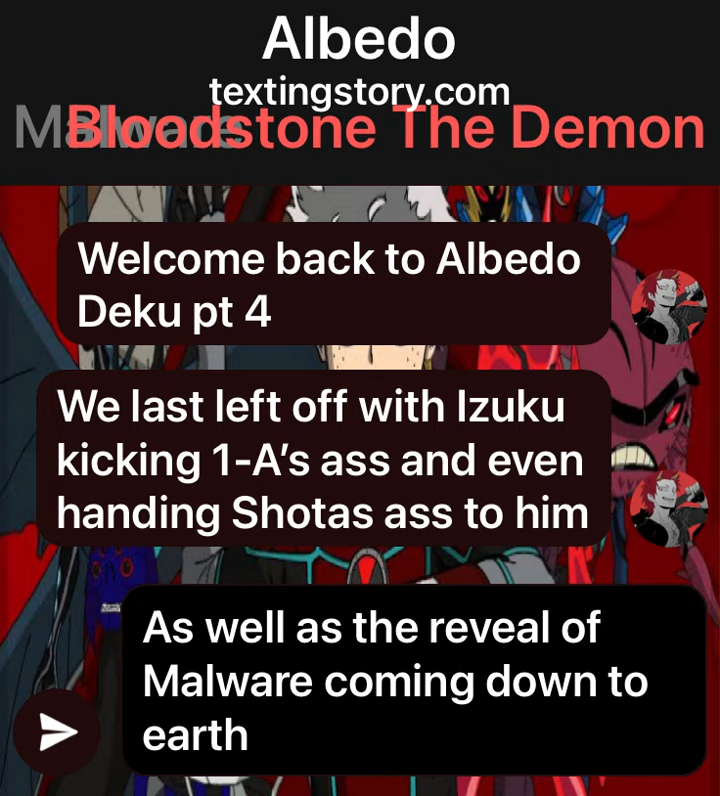 Albedo
textingstory.com
Malware
Bloodstone The Demon
Welcome back to Albedo
Deku pt 4
We last left off with Izuku
kicking 1-A’s ass and even
handing Shotas ass to him
As well as the reveal of
Malware coming down to
earth